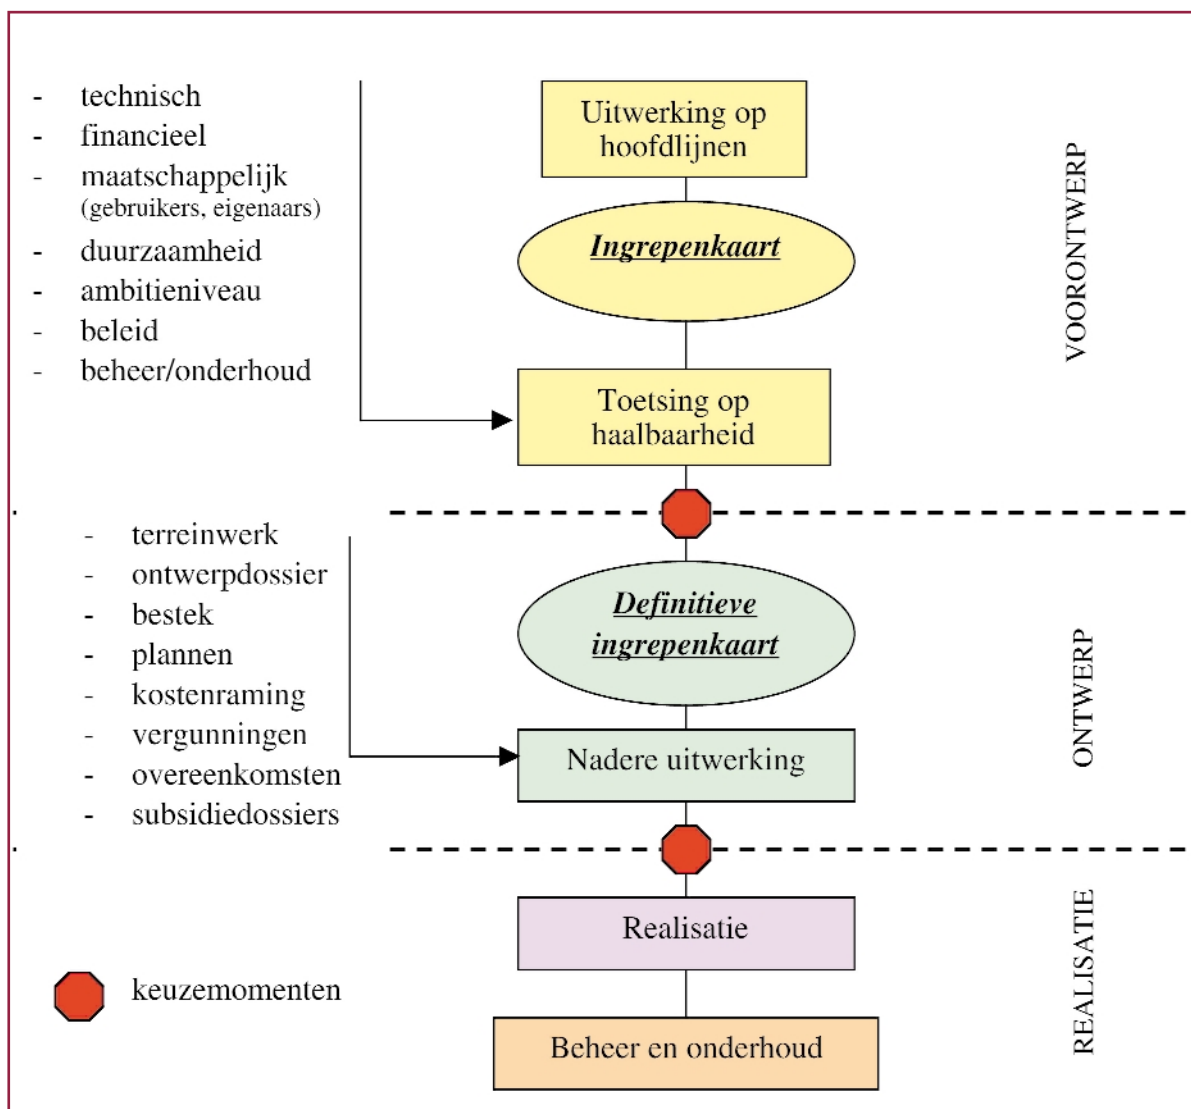 - technisch
- financieel
- maatschappelijk
(gebruikers, eigenaars)
- duurzaamheid
- ambitieniveau
- beleid
- beheer/onderhoud
Uitwerking op
hoofdlijnen
Ingrepenkaart
Toetsing op
haalbaarheid
VOORONTWERP
- terreinwerk
- ontwerpdossier
- bestek
- plannen
- kostenraming
- vergunningen
- overeenkomsten
- subsidiedossiers
Definitieve
ingrepenkaart
Nadere uitwerking
ONTWERP
Realisatie
keuzemomenten
Beheer en onderhoud
REALISATIE